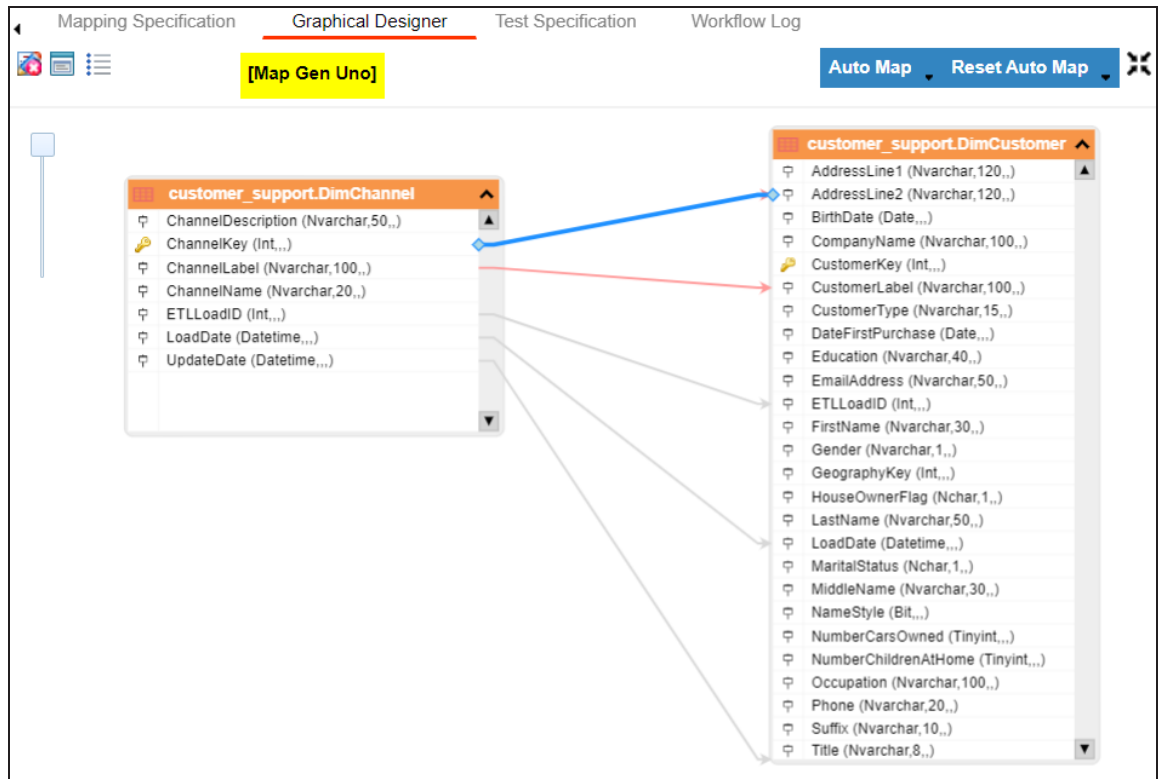 Mapping Specification
Graphical Designer
Test Specification
Workflow Log
[Map Gen Uno]
Auto Map
Reset Auto Map
customer_support.DimChannel
ChannelDescription (Nvarchar,50,,)
ChannelKey (Int,,,)
ChannelLabel (Nvarchar,100,,)
ChannelName (Nvarchar,20,,)
ETLLoadID (Int,,,)
LoadDate (Datetime,,,)
UpdateDate (Datetime,,,)
customer_support.DimCustomer
AddressLine1 (Nvarchar,120,,)
AddressLine2 (Nvarchar,120,,)
BirthDate (Date,,,)
CompanyName (Nvarchar,100,,)
CustomerKey (Int,,,)
CustomerLabel (Nvarchar,100,,)
CustomerType (Nvarchar,15,,)
DateFirstPurchase (Date,,,)
Education (Nvarchar,40,,)
EmailAddress (Nvarchar,50,,)
ETLLoadID (Int,,,)
FirstName (Nvarchar,30,,)
Gender (Nvarchar,1,,)
GeographyKey (Int,,,)
HouseOwnerFlag (Nchar,1,,)
LastName (Nvarchar,50,,)
LoadDate (Datetime,,,)
MaritalStatus (Nchar,1,,)
MiddleName (Nvarchar,30,,)
NameStyle (Bit,,,)
NumberCarsOwned (Tinyint,,,)
NumberChildrenAtHome (Tinyint,,,)
Occupation (Nvarchar,100,,)
Phone (Nvarchar,20,,)
Suffix (Nvarchar,10,,)
Title (Nvarchar,8,,)